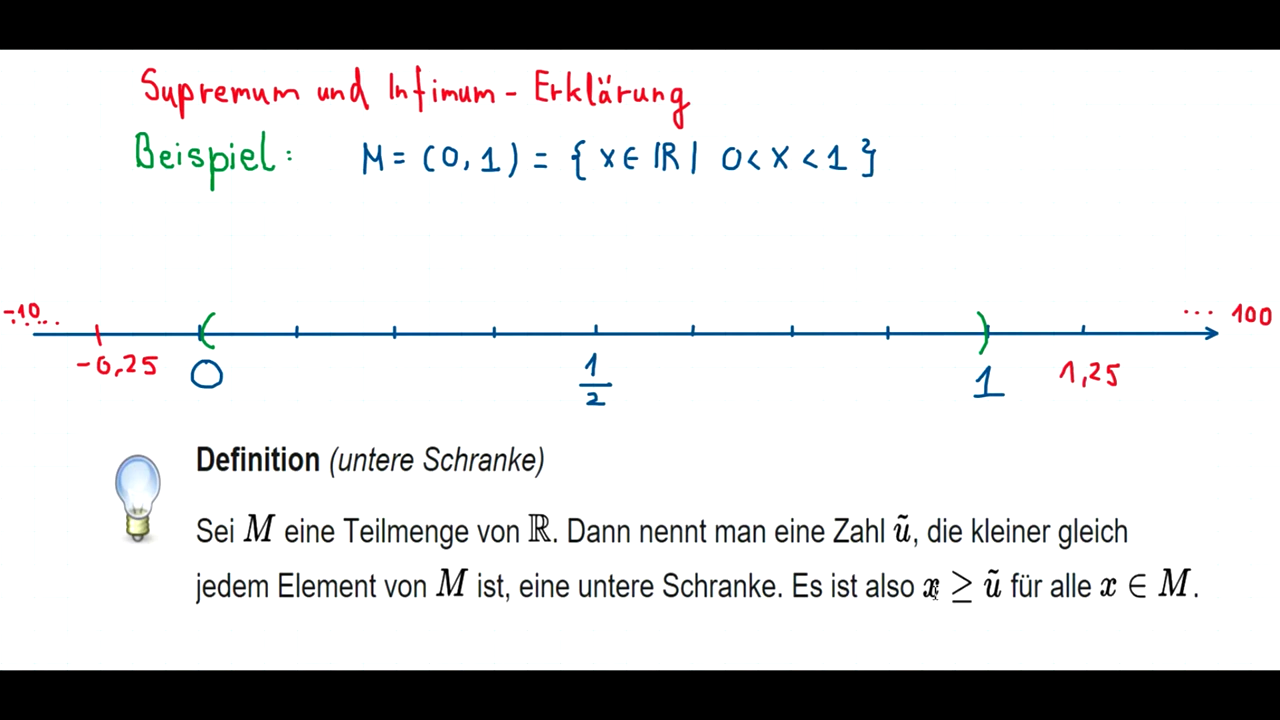 Supremum und Infimum - Erklärung
Beispiel: M = (0, 1) = { x ∈ ℝ | 0 < x < 1 }
-10 ..... ... 100
-0,25 0 1/2 1 1,25
Definition (untere Schranke)
Sei M eine Teilmenge von ℝ. Dann nennt man eine Zahl ũ, die kleiner gleich
jedem Element von M ist, eine untere Schranke. Es ist also x ≥ ũ für alle x ∈ M.